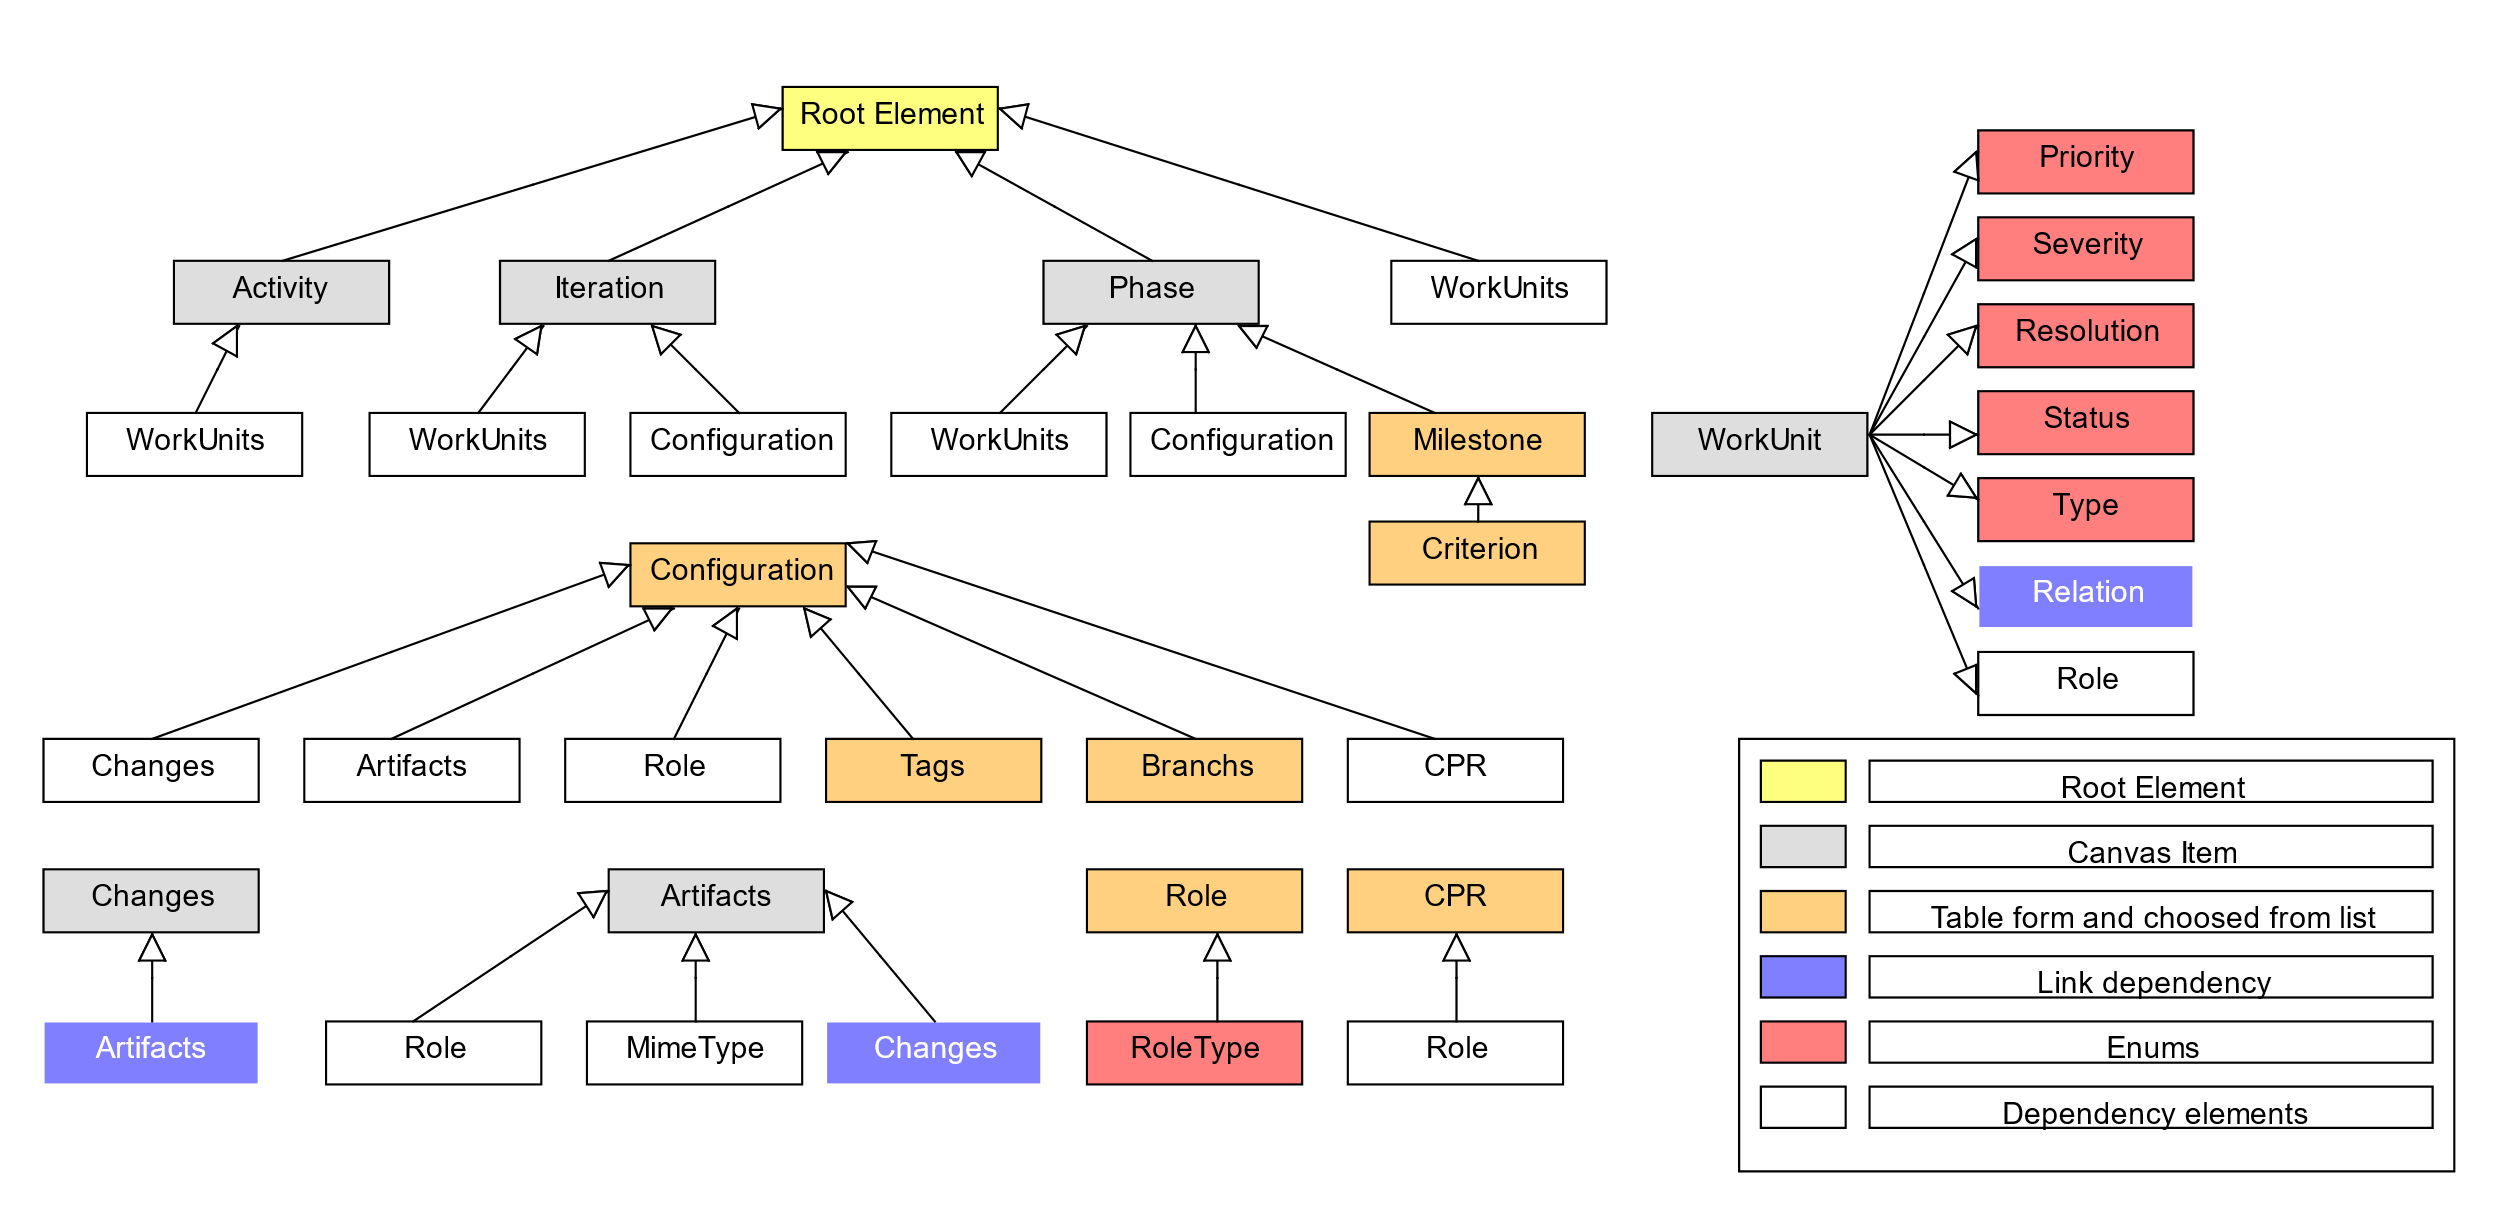 Root Element
Priority
Severity
Activity
Iteration
Phase
WorkUnits
Resolution
Status
WorkUnits
WorkUnits
Configuration
WorkUnits
Configuration
Milestone
WorkUnit
Type
Criterion
Configuration
Relation
Role
Changes
Artifacts
Role
Tags
Branchs
CPR
Root Element
Canvas Item
Changes
Artifacts
Role
CPR
Table form and choosed from list
Link dependency
Artifacts
Role
MimeType
Changes
RoleType
Role
Enums
Dependency elements